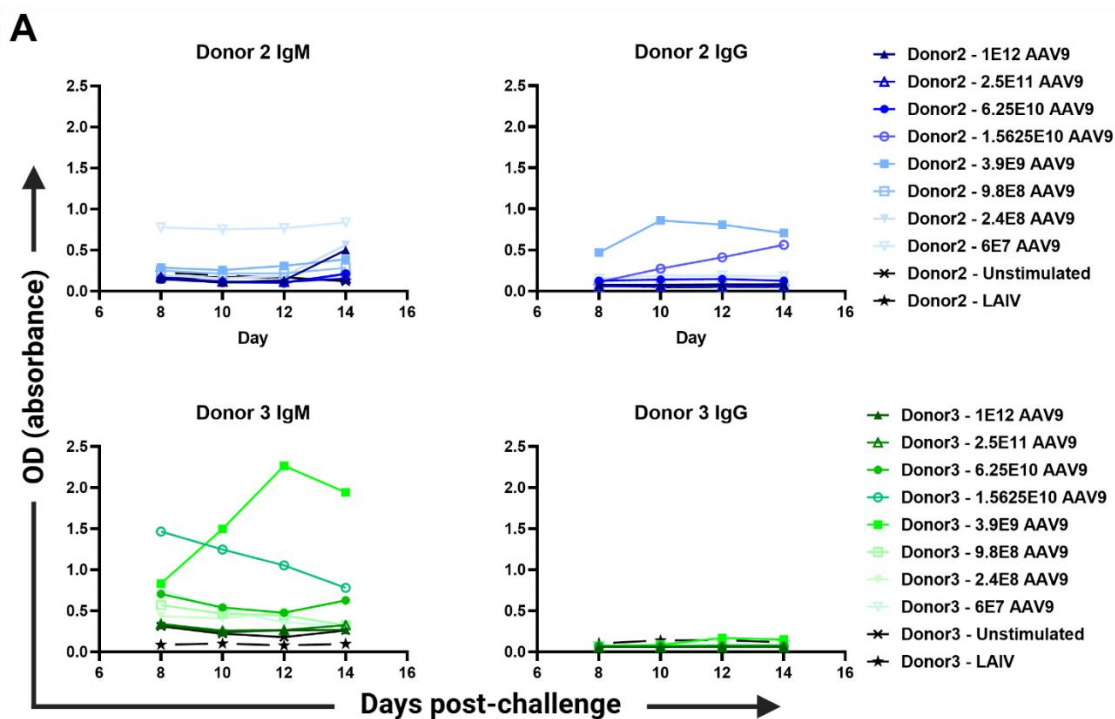 A
Donor 2 IgM
2.5
2.0
1.5
1.0
0.5
0.0
6 8 10 12 14 16
Day
Donor 2 IgG
2.5
2.0
1.5
1.0
0.5
0.0
6 8 10 12 14 16
Day
Donor2 - 1E12 AAV9
Donor2 - 2.5E11 AAV9
Donor2 - 6.25E10 AAV9
Donor2 - 1.5625E10 AAV9
Donor2 - 3.9E9 AAV9
Donor2 - 9.8E8 AAV9
Donor2 - 2.4E8 AAV9
Donor2 - 6E7 AAV9
Donor2 - Unstimulated
Donor2 - LAIV
OD (absorbance)
Donor 3 IgM
2.5
2.0
1.5
1.0
0.5
0.0
6 8 10 12 14 16
Donor 3 IgG
2.5
2.0
1.5
1.0
0.5
0.0
6 8 10 12 14 16
Donor3 - 1E12 AAV9
Donor3 - 2.5E11 AAV9
Donor3 - 6.25E10 AAV9
Donor3 - 1.5625E10 AAV9
Donor3 - 3.9E9 AAV9
Donor3 - 9.8E8 AAV9
Donor3 - 2.4E8 AAV9
Donor3 - 6E7 AAV9
Donor3 - Unstimulated
Donor3 - LAIV
Days post-challenge